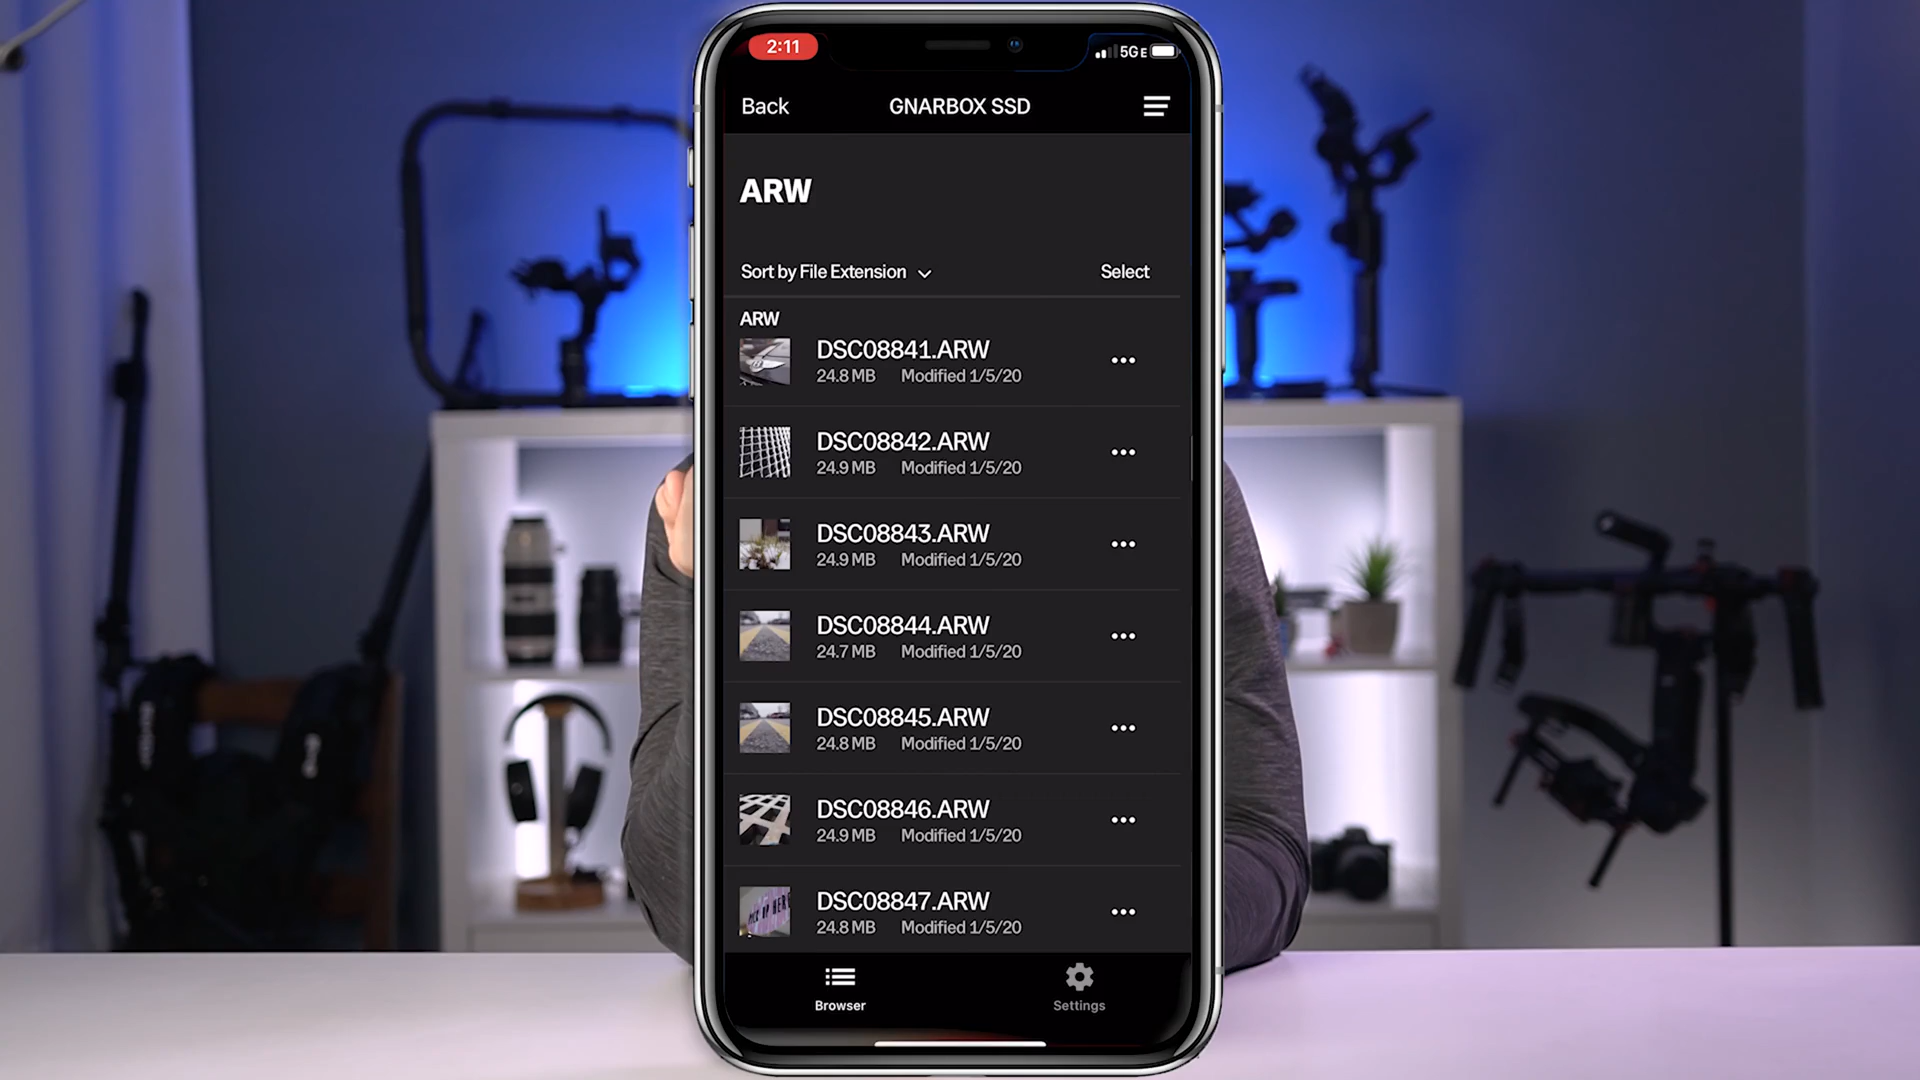 2:11
5GE
Back
GNARBOX SSD
ARW
Sort by File Extension
Select
ARW
DSC08841.ARW
24.8 MB Modified 1/5/20
DSC08842.ARW
24.9 MB Modified 1/5/20
DSC08843.ARW
24.9 MB Modified 1/5/20
DSC08844.ARW
24.7 MB Modified 1/5/20
DSC08845.ARW
24.8 MB Modified 1/5/20
DSC08846.ARW
24.9 MB Modified 1/5/20
DSC08847.ARW
24.8 MB Modified 1/5/20
UP HERE
Browser
Settings